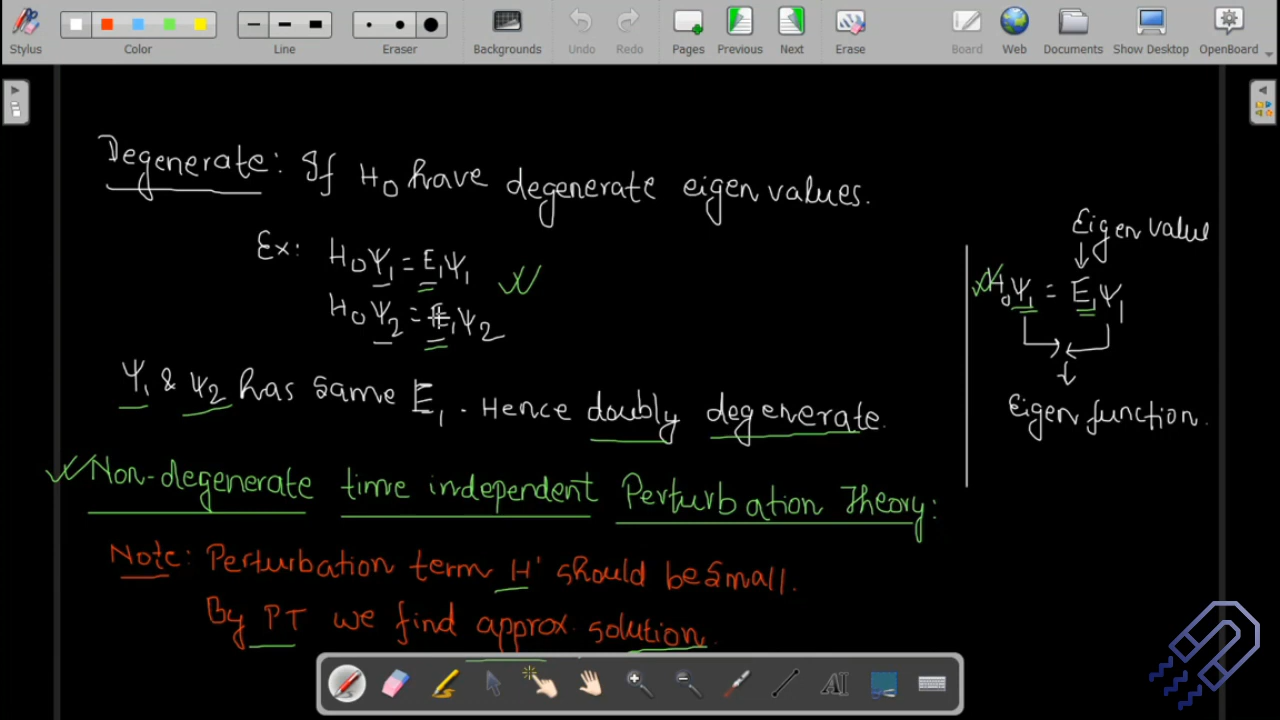 Stylus Color Line Eraser Backgrounds Undo Redo Pages Previous Next Erase Board Web Documents Show Desktop OpenBoard
Degenerate: If H₀ have degenerate eigen values.
Ex: H₀Ψ₁ = E₁Ψ₁
H₀Ψ₂ = E₁Ψ₂
Ψ₁ & Ψ₂ has same E₁. Hence doubly degenerate.
Eigen value
↓
H₀Ψ₁ = E₁Ψ₁
↓
Eigen function.
Non-degenerate time independent Perturbation Theory:
Note: Perturbation term H' should be small.
By PT we find approx. solution.
AI